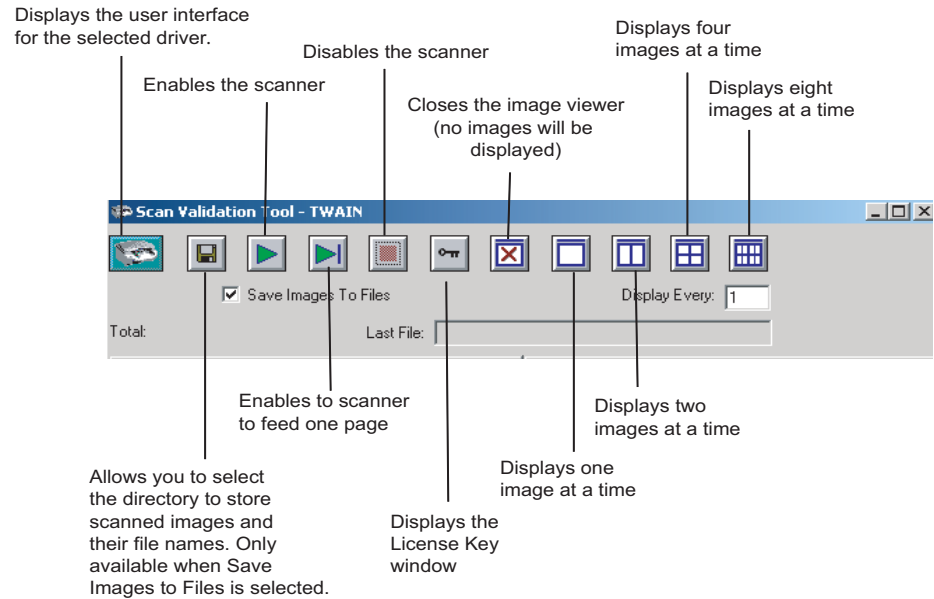 Displays the user interface
for the selected driver.
Enables the scanner
Disables the scanner
Closes the image viewer
(no images will be
displayed)
Displays four
images at a time
Displays eight
images at a time
Scan Validation Tool - TWAIN
Save Images To Files
Display Every: 1
Total:
Last File:
Enables to scanner
to feed one page
Displays two
images at a time
Displays one
image at a time
Allows you to select
the directory to store
scanned images and
their file names. Only
available when Save
Images to Files is selected.
Displays the
License Key
window